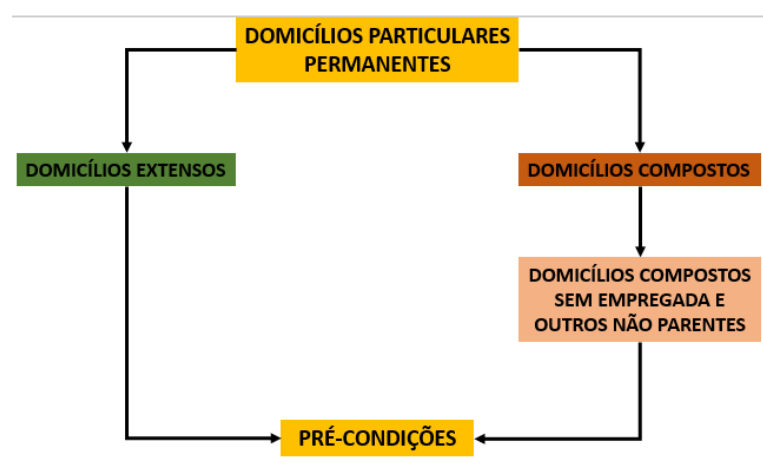 DOMICÍLIOS PARTICULARES
PERMANENTES
DOMICÍLIOS EXTENSOS
DOMICÍLIOS COMPOSTOS
DOMICÍLIOS COMPOSTOS
SEM EMPREGADA E
OUTROS NÃO PARENTES
PRÉ-CONDIÇÕES